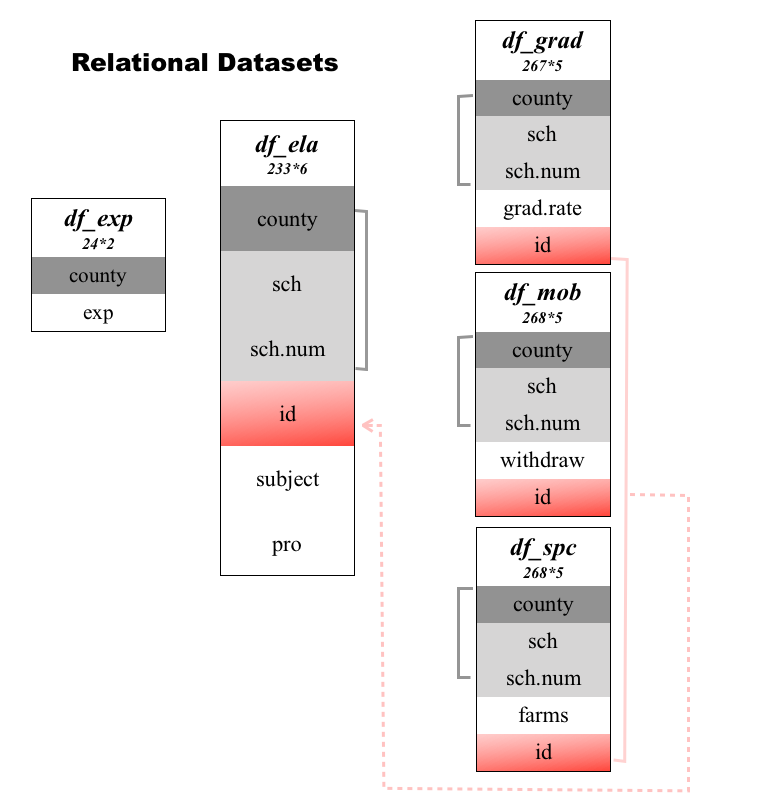 Relational Datasets
df_exp
24*2
county
exp
df_ela
233*6
county
sch
sch.num
id
subject
pro
df_grad
267*5
county
sch
sch.num
grad.rate
id
df_mob
268*5
county
sch
sch.num
withdraw
id
df_spc
268*5
county
sch
sch.num
farms
id